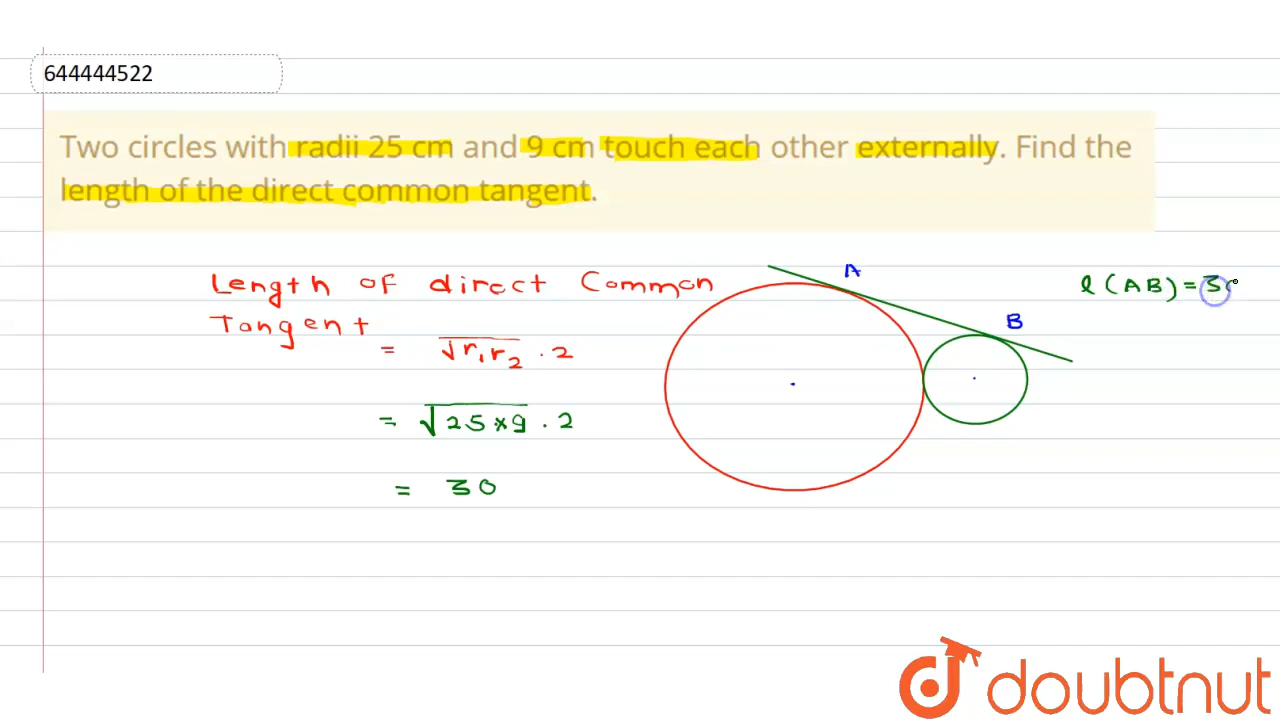 644444522
Two circles with radii 25 cm and 9 cm touch each other externally. Find the
length of the direct common tangent.
Length of direct Common
Tangent
= √r₁r₂ · 2
= √25×9 · 2
= 30
A
B
l(AB)=30
doubtnut